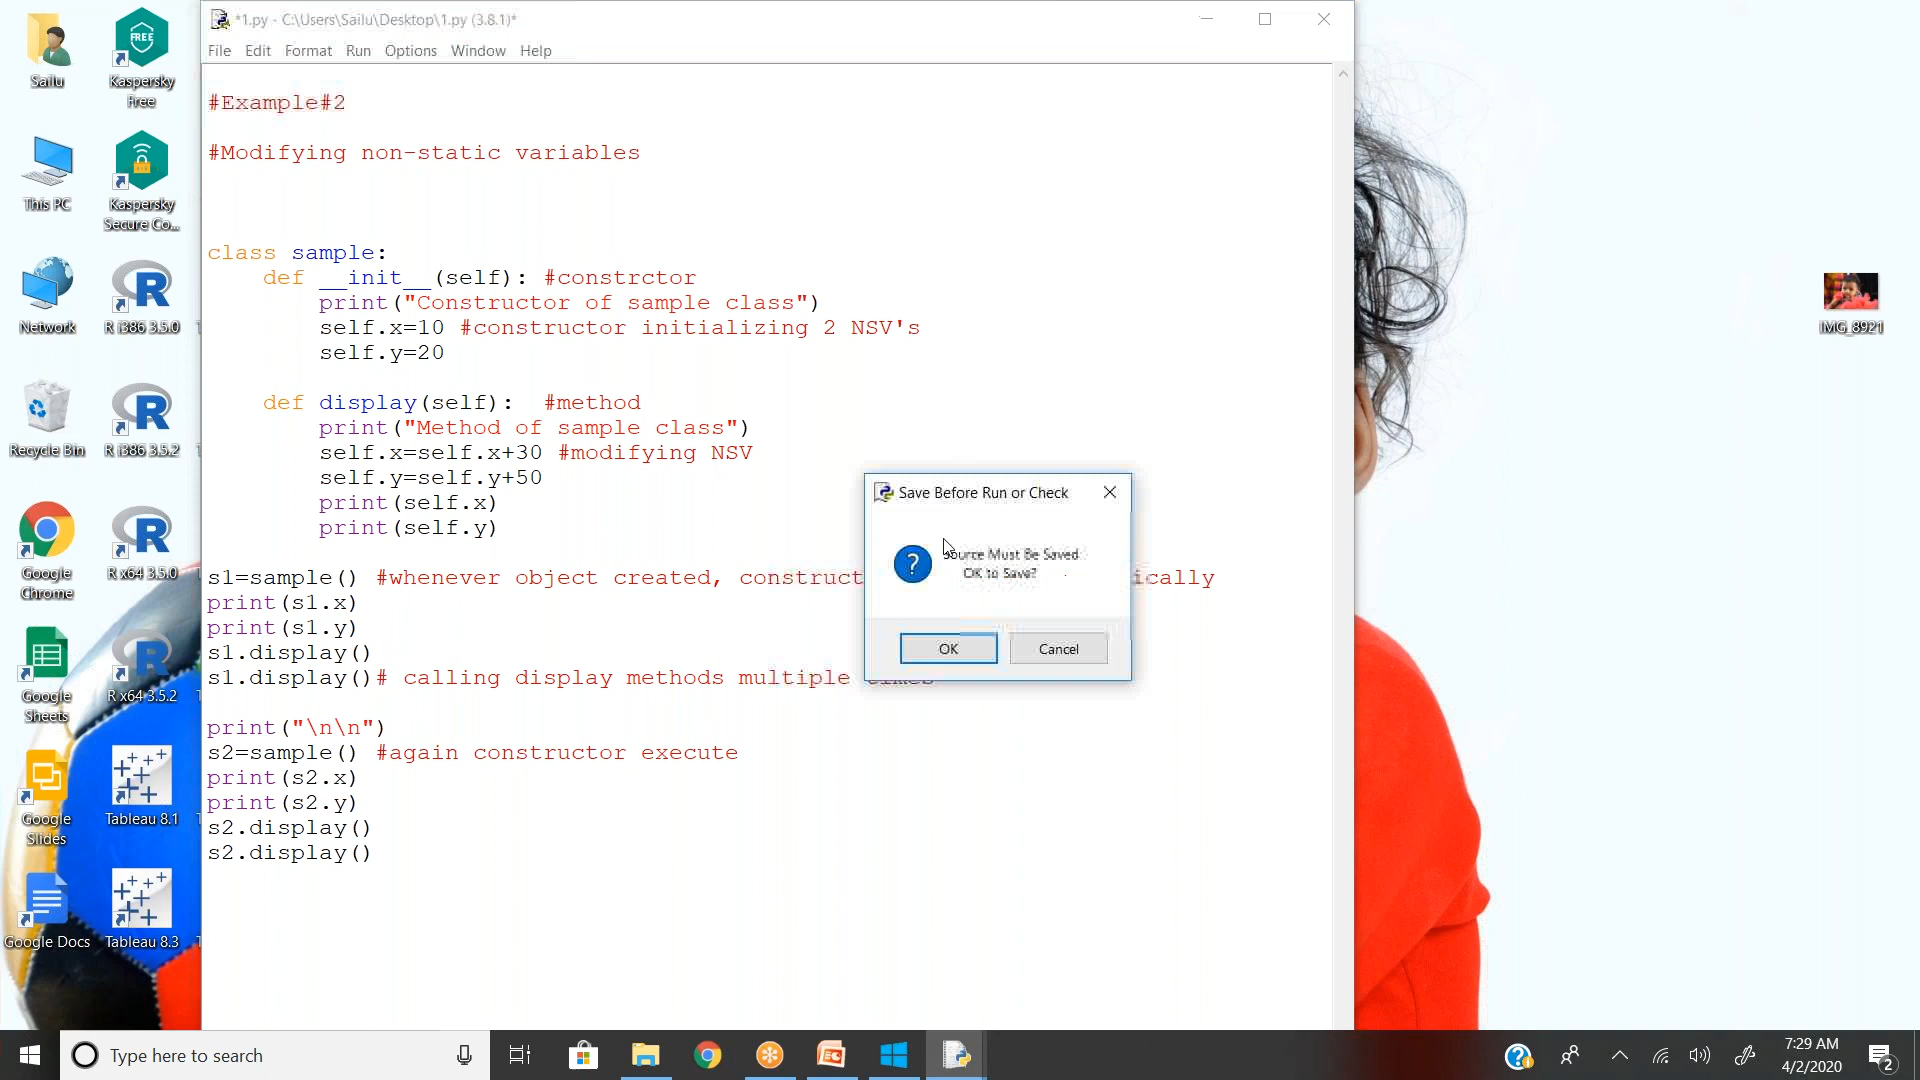 *1.py - C:\Users\Sailu\Desktop\1.py (3.8.1)*
File Edit Format Run Options Window Help
#Example#2
#Modifying non-static variables
class sample:
    def __init__(self): #constrctor
        print("Constructor of sample class")
        self.x=10 #constructor initializing 2 NSV's
        self.y=20
    def display(self):  #method
        print("Method of sample class")
        self.x=self.x+30 #modifying NSV
        self.y=self.y+50
        print(self.x)
        print(self.y)
s1=sample() #whenever object created, construct ically
print(s1.x)
print(s1.y)
s1.display()
s1.display()# calling display methods multiple
print("\n\n")
s2=sample() #again constructor execute
print(s2.x)
print(s2.y)
s2.display()
s2.display()
Save Before Run or Check
Source Must Be Saved
OK to Save?
OK Cancel
Sailu
Kaspersky
Free
FREE
This PC
Kaspersky
Secure Co...
Network
R i386 3.5.0
Recycle Bin
R i386 3.5.2
Google
Chrome
R x64 3.5.0
Google
Sheets
R x64 3.5.2
Google
Slides
Tableau 8.1
Google Docs
Tableau 8.3
IMG_8921
Type here to search
7:29 AM
4/2/2020
2